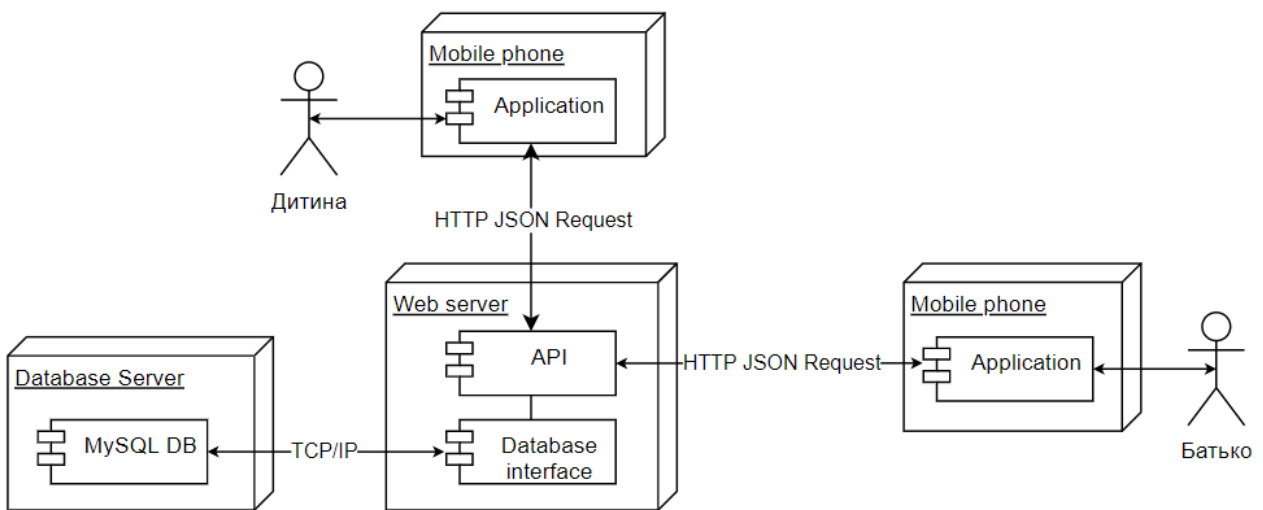 Mobile phone
Application
Дитина
HTTP JSON Request
Web server
API
Database
interface
HTTP JSON Request
Mobile phone
Application
Батько
Database Server
MySQL DB
TCP/IP